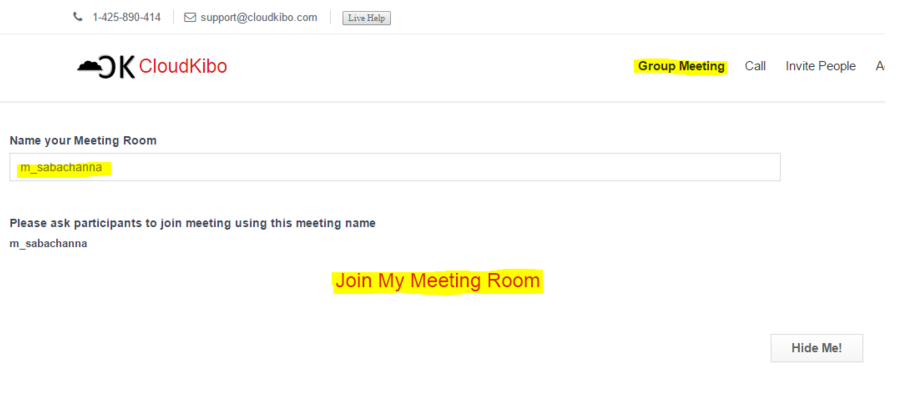 1-425-890-414 support@cloudkibo.com Live Help
CK CloudKibo Group Meeting Call Invite People A
Name your Meeting Room
m_sabachanna
Please ask participants to join meeting using this meeting name
m_sabachanna
Join My Meeting Room
Hide Me!